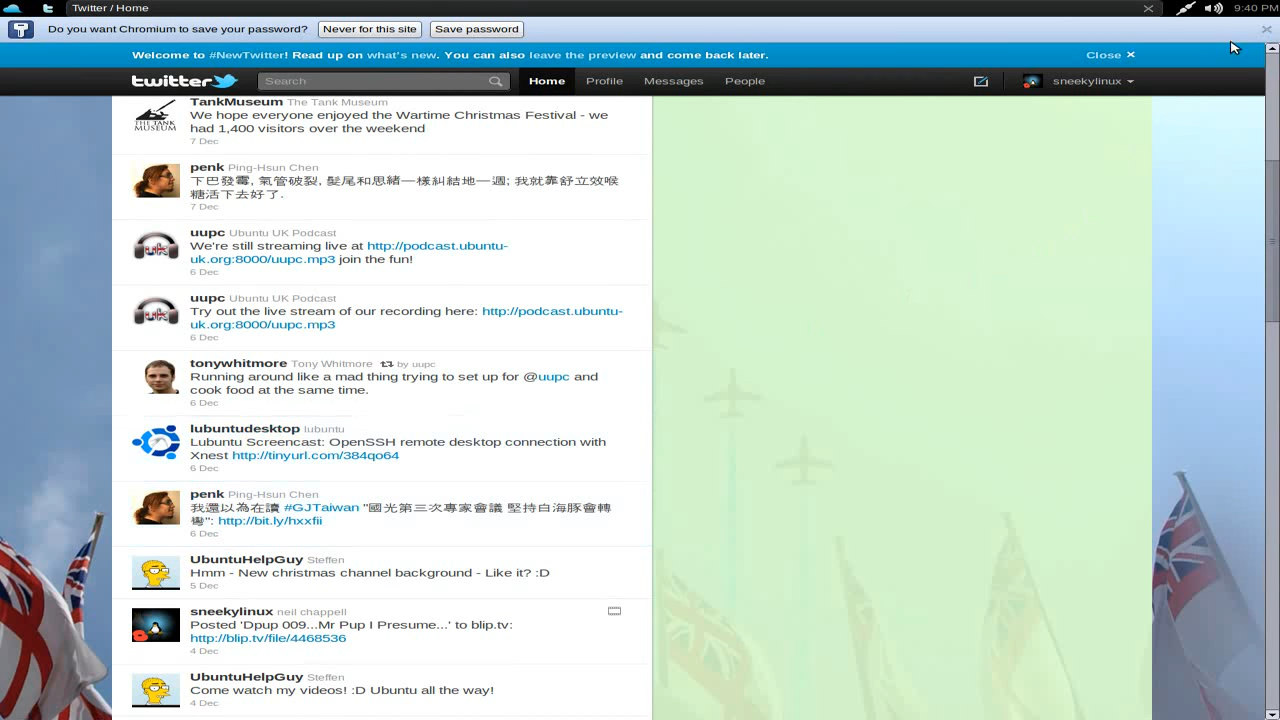 Twitter / Home
9:40 PM
Do you want Chromium to save your password?
Never for this site
Save password
Welcome to #NewTwitter! Read up on what's new. You can also leave the preview and come back later.
Close ✕
twitter
Search
Home
Profile
Messages
People
sneekylinux
TankMuseum The Tank Museum
We hope everyone enjoyed the Wartime Christmas Festival - we
had 1,400 visitors over the weekend
7 Dec
THE TANK
MUSEUM
penk Ping-Hsun Chen
下巴發霉, 氣管破裂, 髮尾和思緒一樣糾結地一週; 我就靠舒立效喉
糖活下去好了.
7 Dec
uupc Ubuntu UK Podcast
We're still streaming live at http://podcast.ubuntu-
uk.org:8000/uupc.mp3 join the fun!
6 Dec
uk
uupc Ubuntu UK Podcast
Try out the live stream of our recording here: http://podcast.ubuntu-
uk.org:8000/uupc.mp3
6 Dec
uk
tonywhitmore Tony Whitmore by uupc
Running around like a mad thing trying to set up for @uupc and
cook food at the same time.
6 Dec
lubuntudesktop lubuntu
Lubuntu Screencast: OpenSSH remote desktop connection with
Xnest http://tinyurl.com/384qo64
6 Dec
penk Ping-Hsun Chen
我還以為在讀 #GJTaiwan "國光第三次專家會議 堅持白海豚會轉
彎": http://bit.ly/hxxfii
6 Dec
UbuntuHelpGuy Steffen
Hmm - New christmas channel background - Like it? :D
5 Dec
sneekylinux neil chappell
Posted 'Dpup 009...Mr Pup I Presume...' to blip.tv:
http://blip.tv/file/4468536
4 Dec
UbuntuHelpGuy Steffen
Come watch my videos! :D Ubuntu all the way!
4 Dec